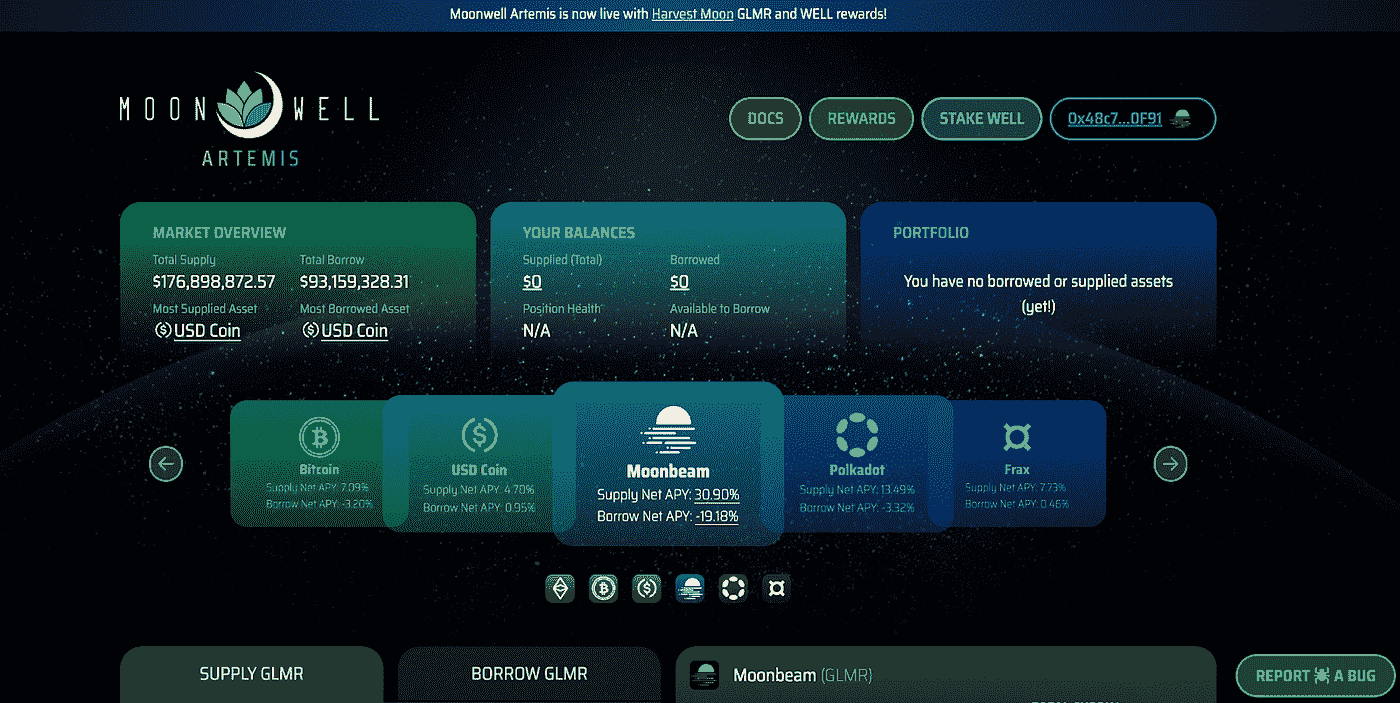 Moonwell Artemis is now live with Harvest Moon GLMR and WELL rewards!
MOONWELL
ARTEMIS
DOCS
REWARDS
STAKE WELL
0x48c7...0F91
MARKET OVERVIEW
Total Supply
$176,898,872.57
Total Borrow
$93,159,328.31
Most Supplied Asset
USD Coin
Most Borrowed Asset
USD Coin
YOUR BALANCES
Supplied (Total)
$0
Borrowed
$0
Position Health
N/A
Available to Borrow
N/A
PORTFOLIO
You have no borrowed or supplied assets
(yet!)
Bitcoin
Supply Net APY: 7.09%
Borrow Net APY: -3.20%
USD Coin
Supply Net APY: 4.70%
Borrow Net APY: 0.95%
Moonbeam
Supply Net APY: 30.90%
Borrow Net APY: -19.18%
Polkadot
Supply Net APY: 13.49%
Borrow Net APY: -3.32%
Frax
Supply Net APY: 7.73%
Borrow Net APY: 0.46%
SUPPLY GLMR
BORROW GLMR
Moonbeam (GLMR)
REPORT A BUG